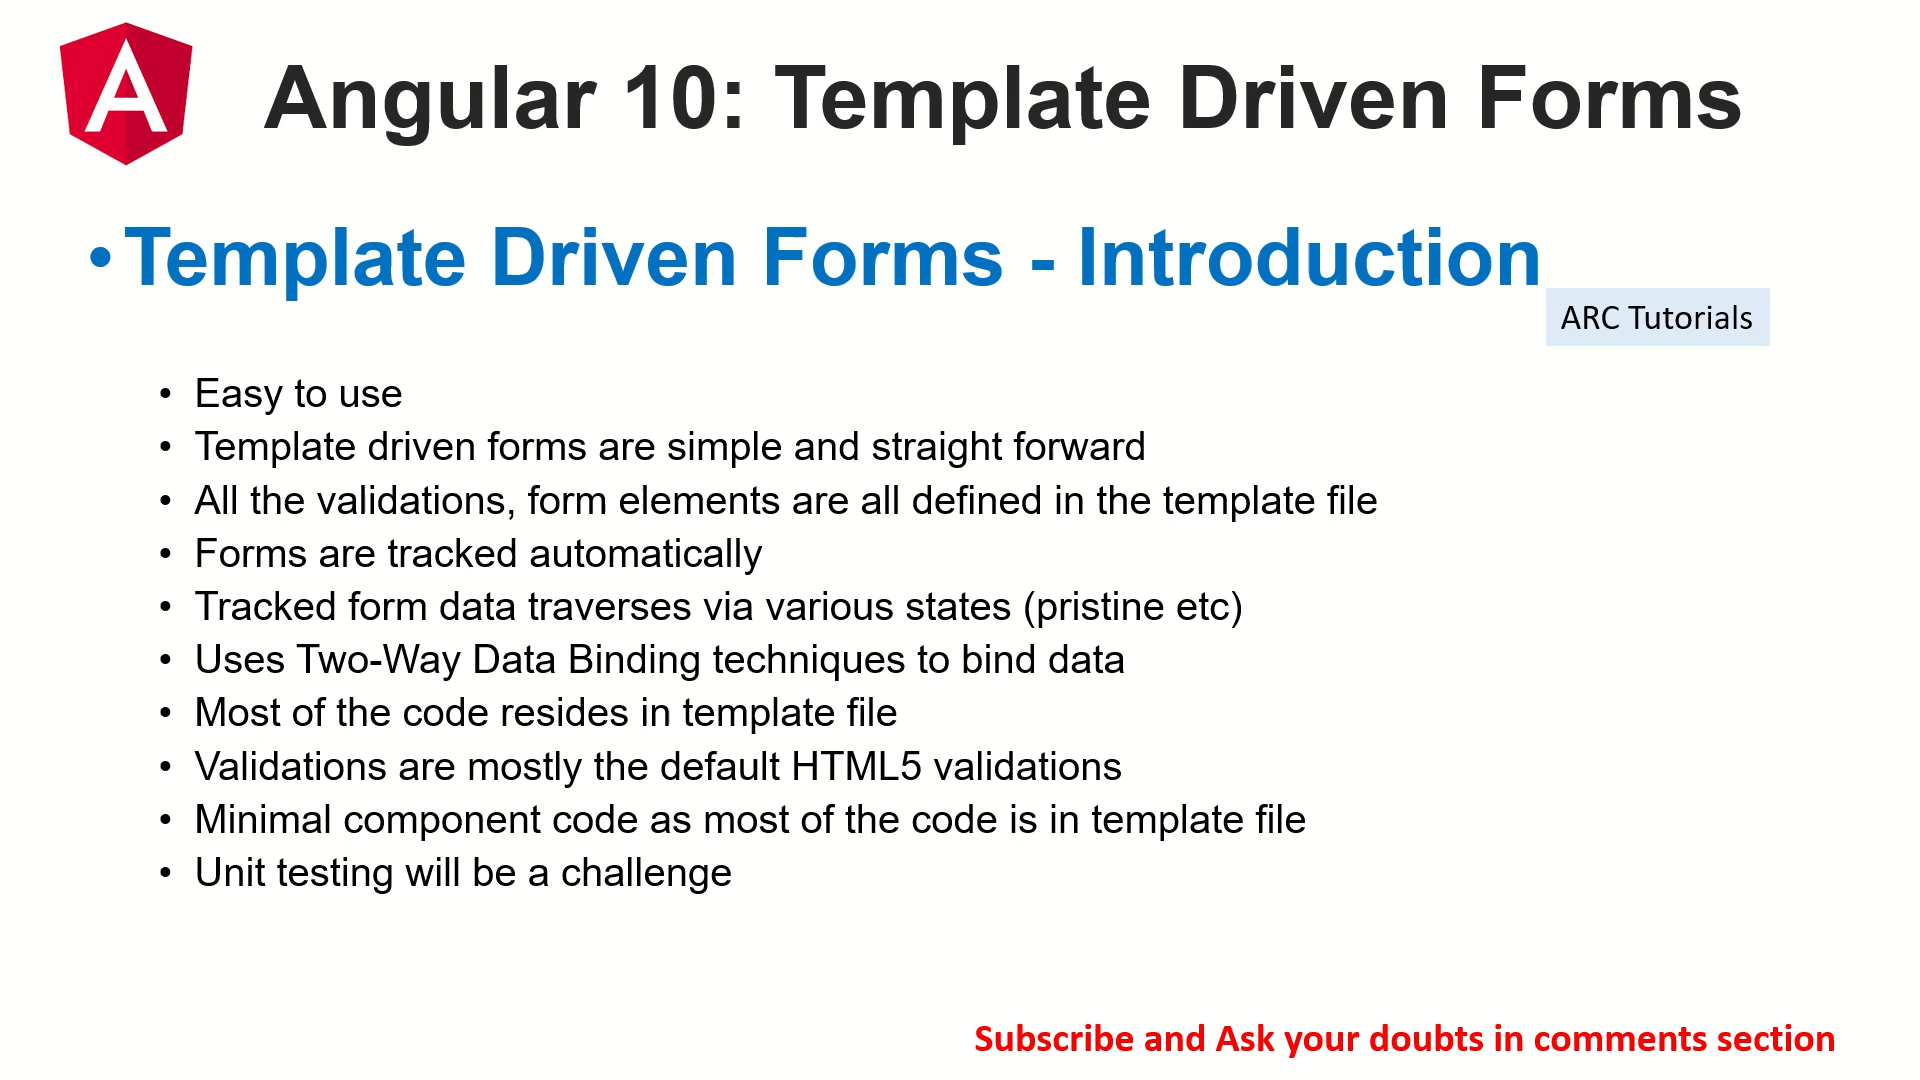 Angular 10: Template Driven Forms
• Template Driven Forms - Introduction
ARC Tutorials
• Easy to use
• Template driven forms are simple and straight forward
• All the validations, form elements are all defined in the template file
• Forms are tracked automatically
• Tracked form data traverses via various states (pristine etc)
• Uses Two-Way Data Binding techniques to bind data
• Most of the code resides in template file
• Validations are mostly the default HTML5 validations
• Minimal component code as most of the code is in template file
• Unit testing will be a challenge
Subscribe and Ask your doubts in comments section